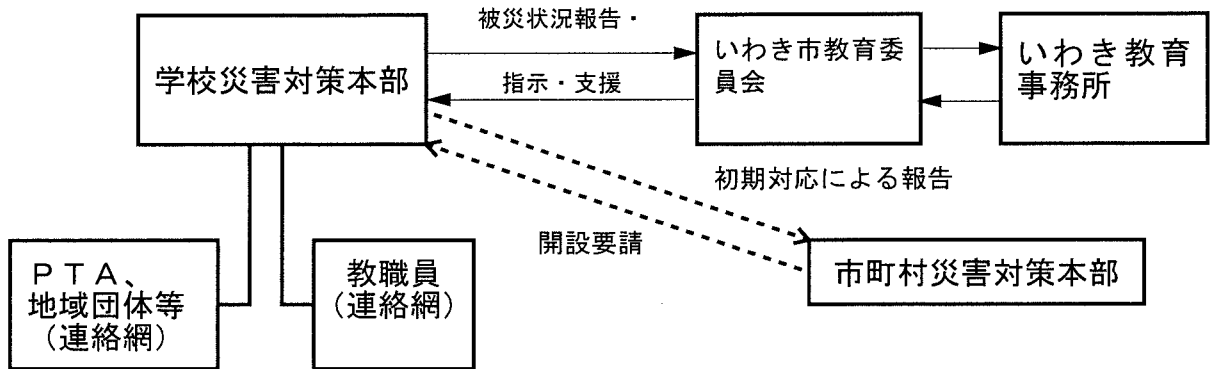 被災状況報告・
学校災害対策本部
指示・支援
いわき市教育委
員会
いわき教育
事務所
初期対応による報告
開設要請
市町村災害対策本部
ＰＴＡ、
地域団体等
（連絡網）
教職員
（連絡網）